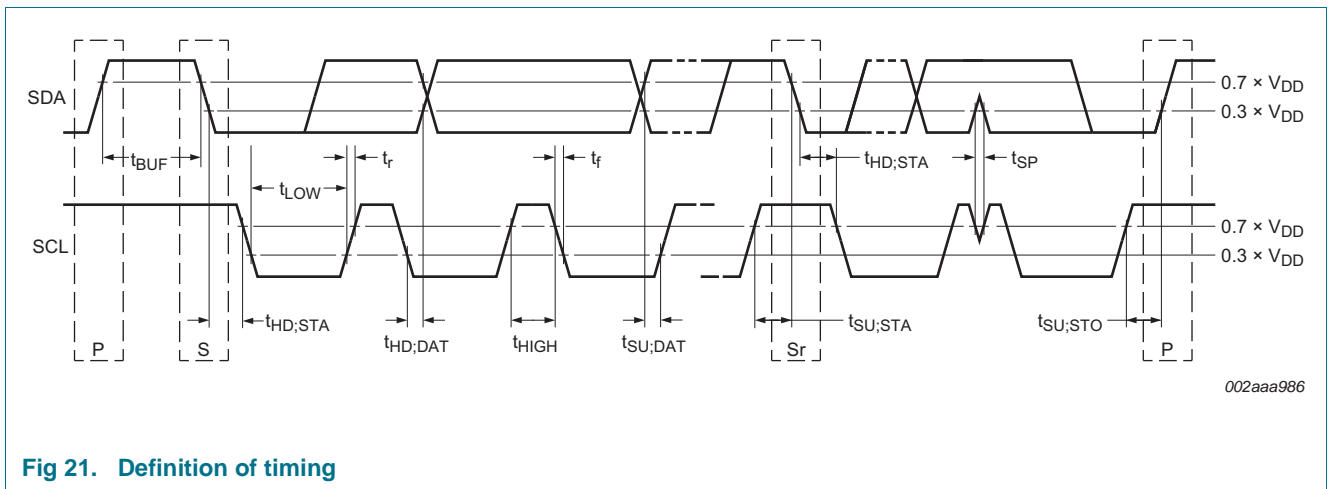 SDA
0.7 × VDD
0.3 × VDD
tBUF
tr
tf
tHD;STA
tSP
tLOW
SCL
0.7 × VDD
0.3 × VDD
tHD;STA
tHD;DAT
tHIGH
tSU;DAT
tSU;STA
tSU;STO
P
S
Sr
P
002aaa986
Fig 21. Definition of timing